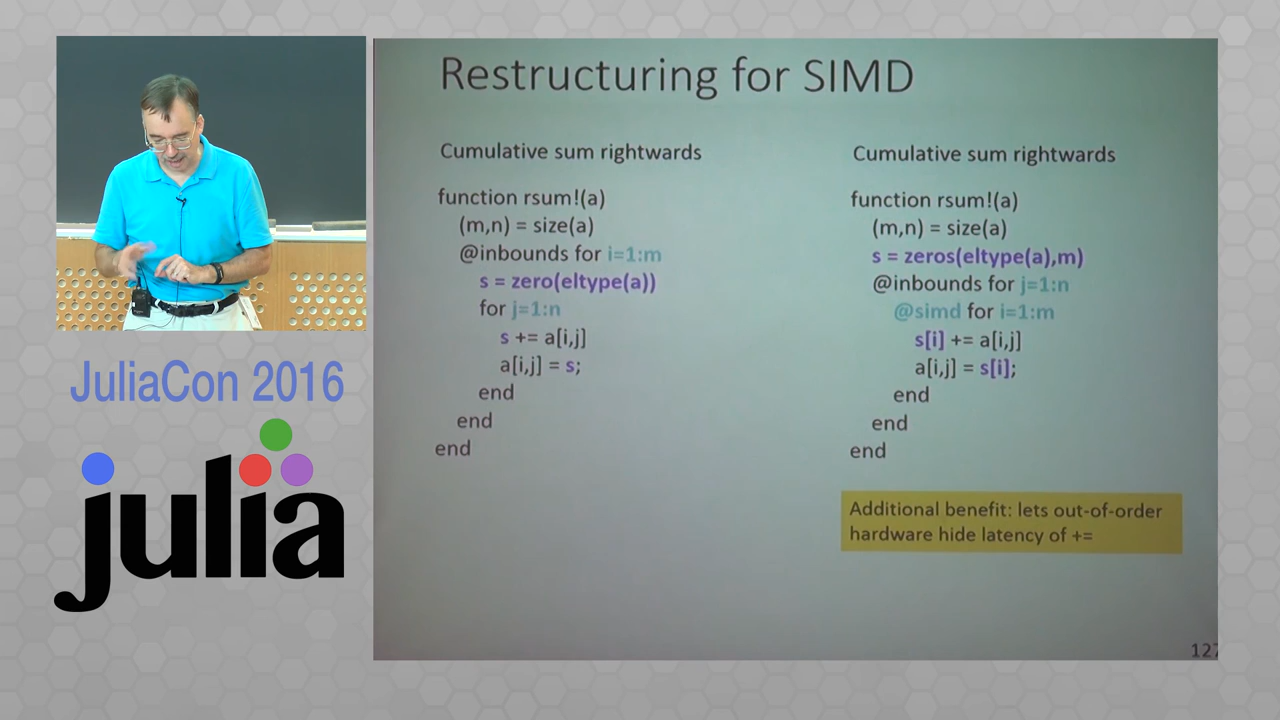 Restructuring for SIMD
Cumulative sum rightwards
function rsum!(a)
(m,n) = size(a)
@inbounds for i=1:m
s = zero(eltype(a))
for j=1:n
s += a[i,j]
a[i,j] = s;
end
end
end
Cumulative sum rightwards
function rsum!(a)
(m,n) = size(a)
s = zeros(eltype(a),m)
@inbounds for j=1:n
@simd for i=1:m
s[i] += a[i,j]
a[i,j] = s[i];
end
end
end
Additional benefit: lets out-of-order
hardware hide latency of +=
127
JuliaCon 2016
julia